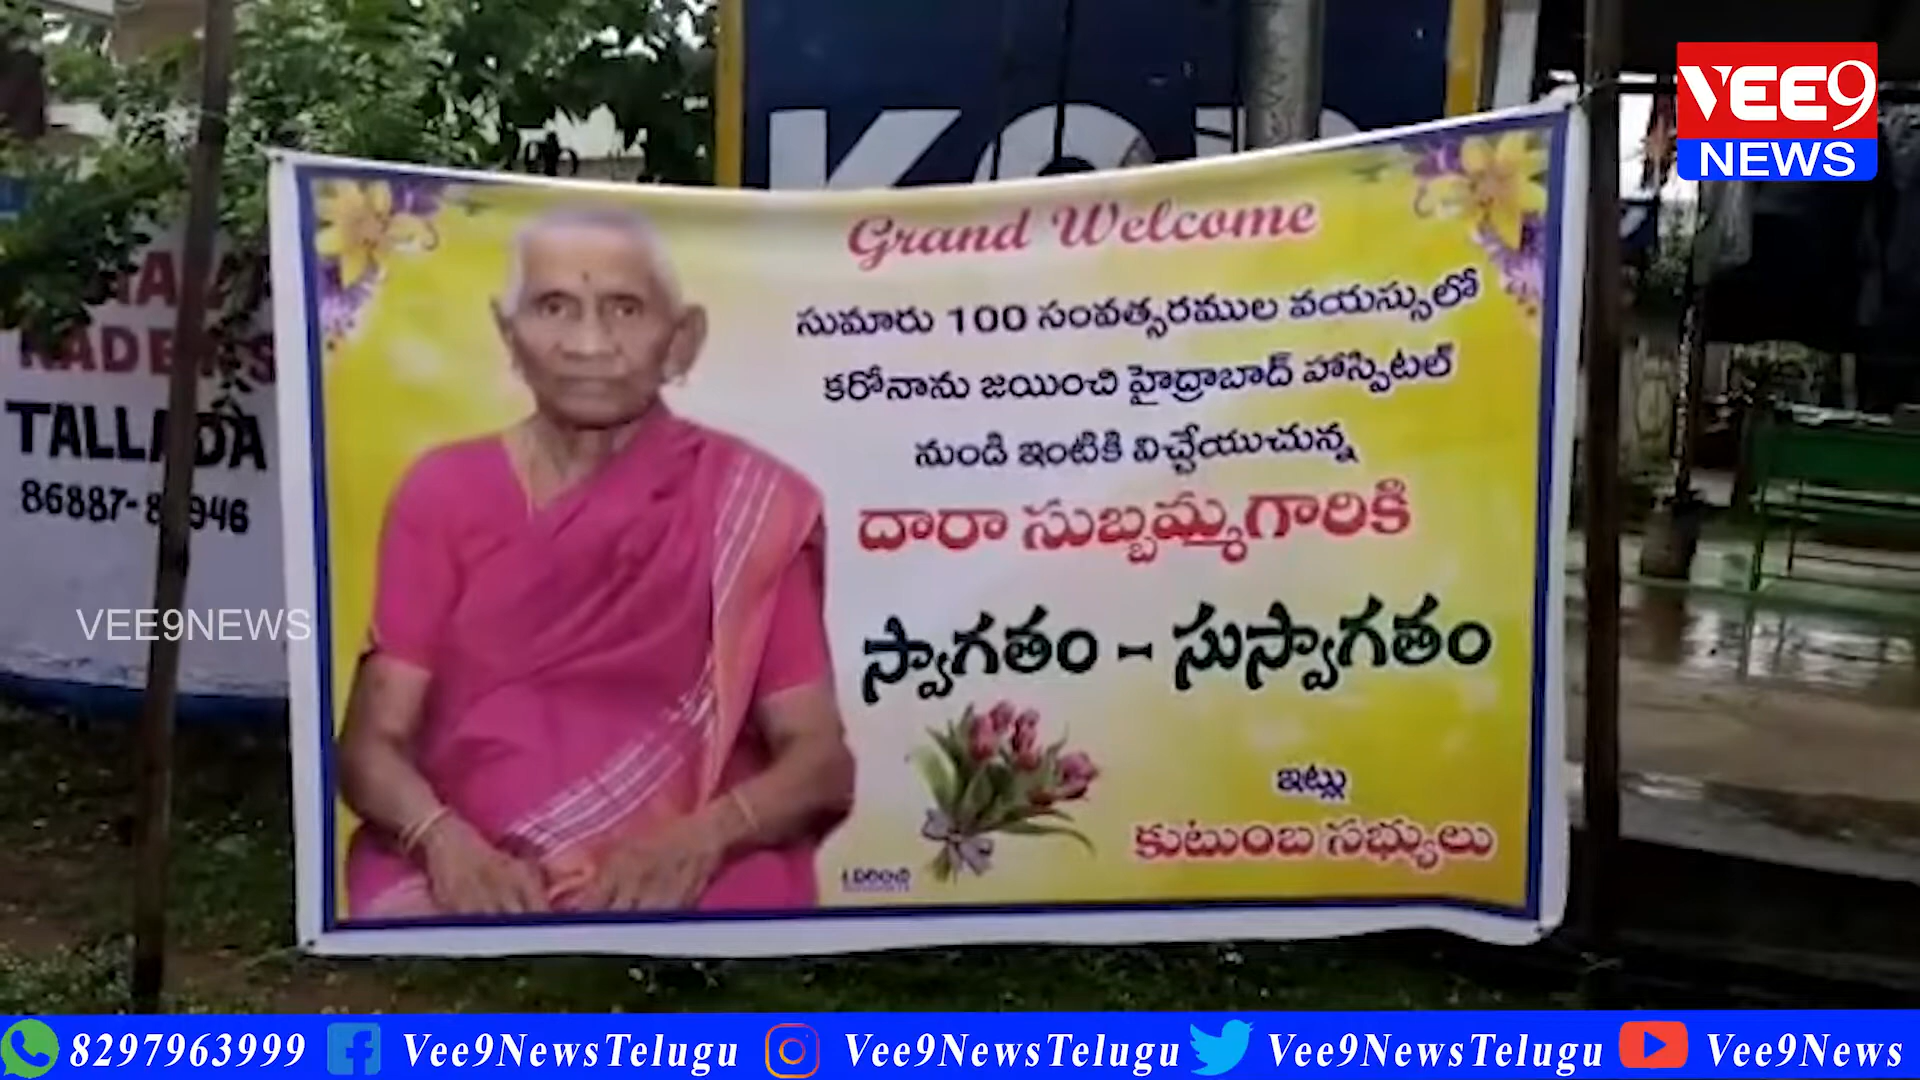 VEE9
NEWS
Grand Welcome
సుమారు 100 సంవత్సరముల వయస్సులో
కరోనాను జయించి హైద్రాబాద్ హాస్పిటల్
నుండి ఇంటికి విచ్చేయుచున్న
దారా సుబ్బమ్మగారికి
స్వాగతం - సుస్వాగతం
ఇట్లు
కుటుంబ సభ్యులు
TALLADA
VEE9NEWS
8297963999
Vee9NewsTelugu
Vee9NewsTelugu
Vee9NewsTelugu
Vee9News